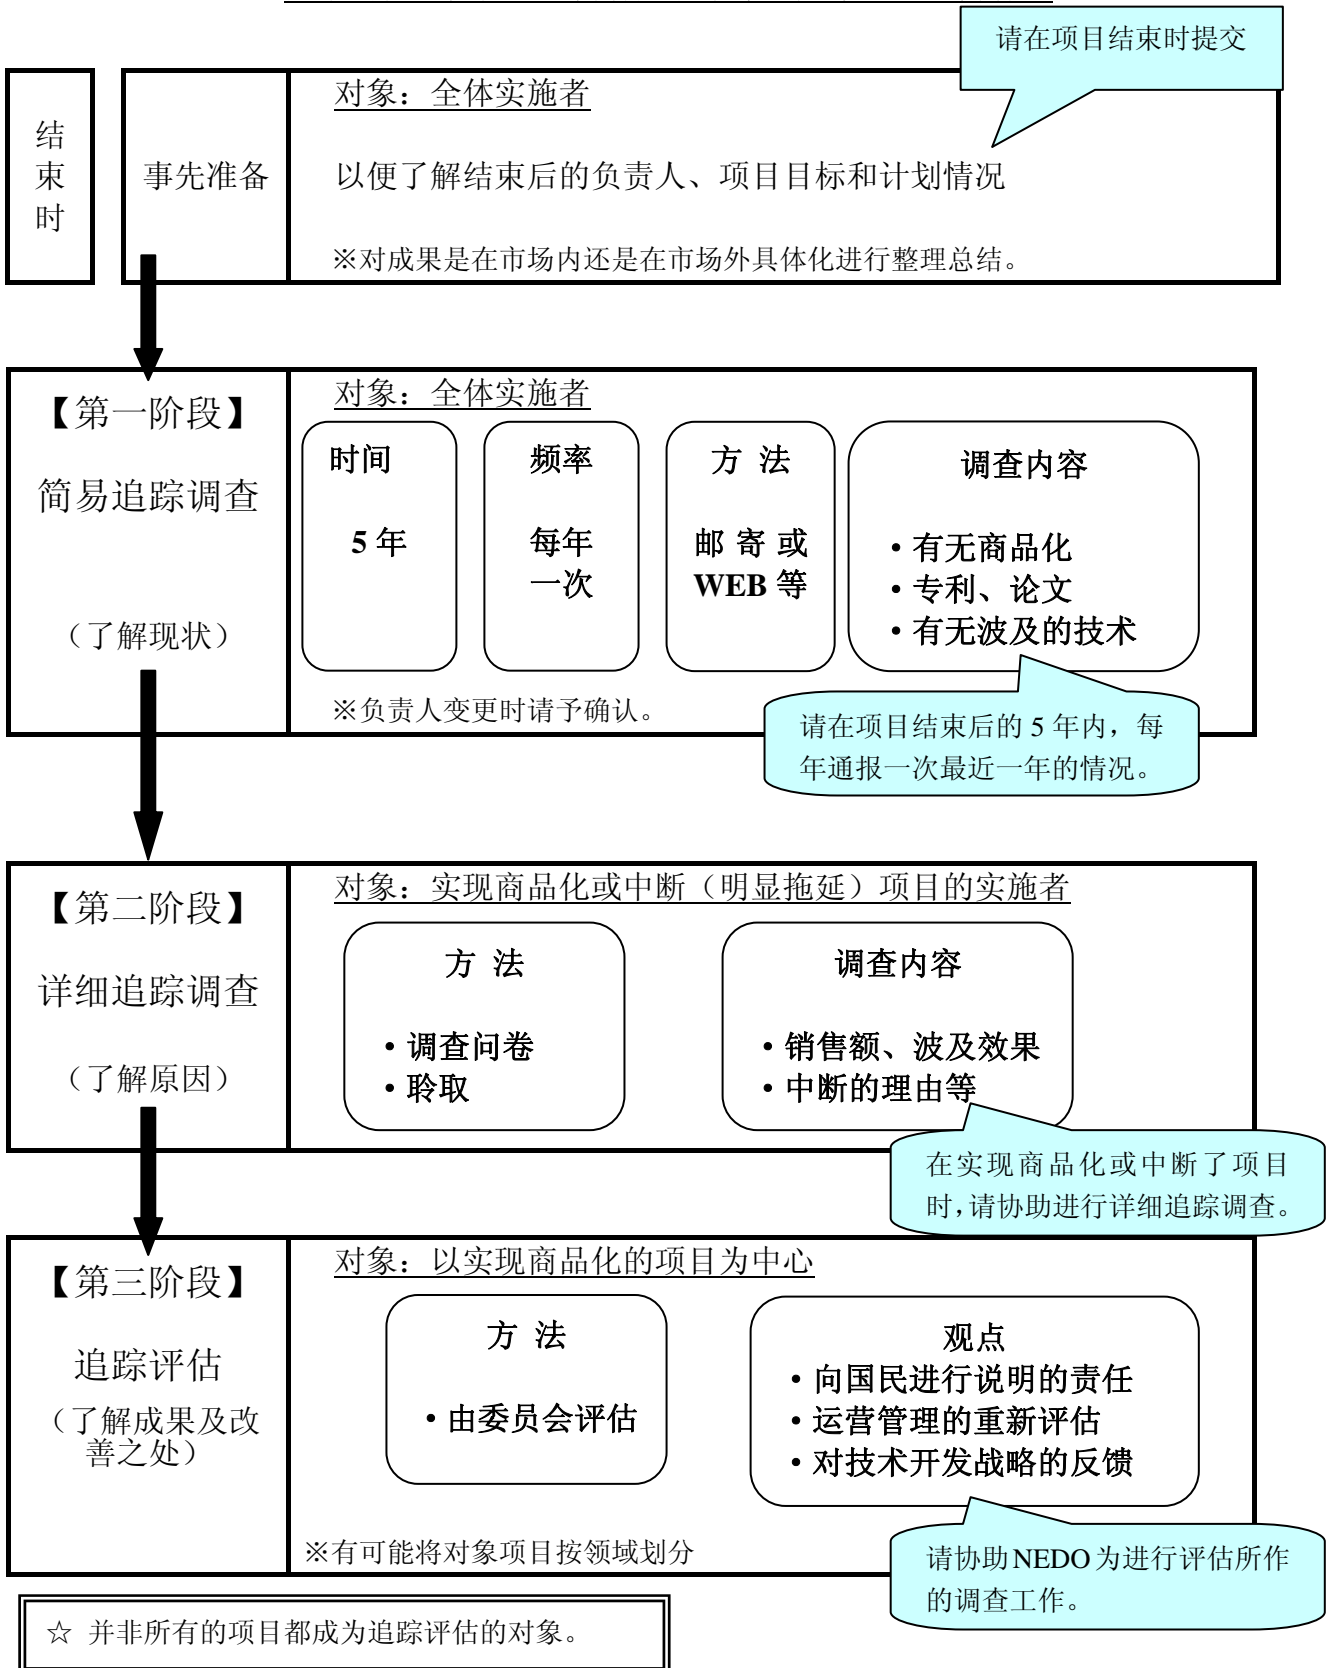 请在项目结束时提交
结
束
时
事先准备
对象：全体实施者
以便了解结束后的负责人、项目目标和计划情况
※对成果是在市场内还是在市场外具体化进行整理总结。
【第一阶段】
简易追踪调查
（了解现状）
对象：全体实施者
时间
5 年
频率
每年
一次
方 法
邮 寄 或
WEB 等
调查内容
・有无商品化
・专利、论文
・有无波及的技术
※负责人变更时请予确认。
请在项目结束后的 5 年内，每
年通报一次最近一年的情况。
【第二阶段】
详细追踪调查
（了解原因）
对象：实现商品化或中断（明显拖延）项目的实施者
方 法
・调查问卷
・聆取
调查内容
・销售额、波及效果
・中断的理由等
在实现商品化或中断了项目
时，请协助进行详细追踪调查。
【第三阶段】
追踪评估
（了解成果及改
善之处）
对象：以实现商品化的项目为中心
方 法
・由委员会评估
观点
・向国民进行说明的责任
・运营管理的重新评估
・对技术开发战略的反馈
※有可能将对象项目按领域划分
请协助 NEDO 为进行评估所作
的调查工作。
☆ 并非所有的项目都成为追踪评估的对象。